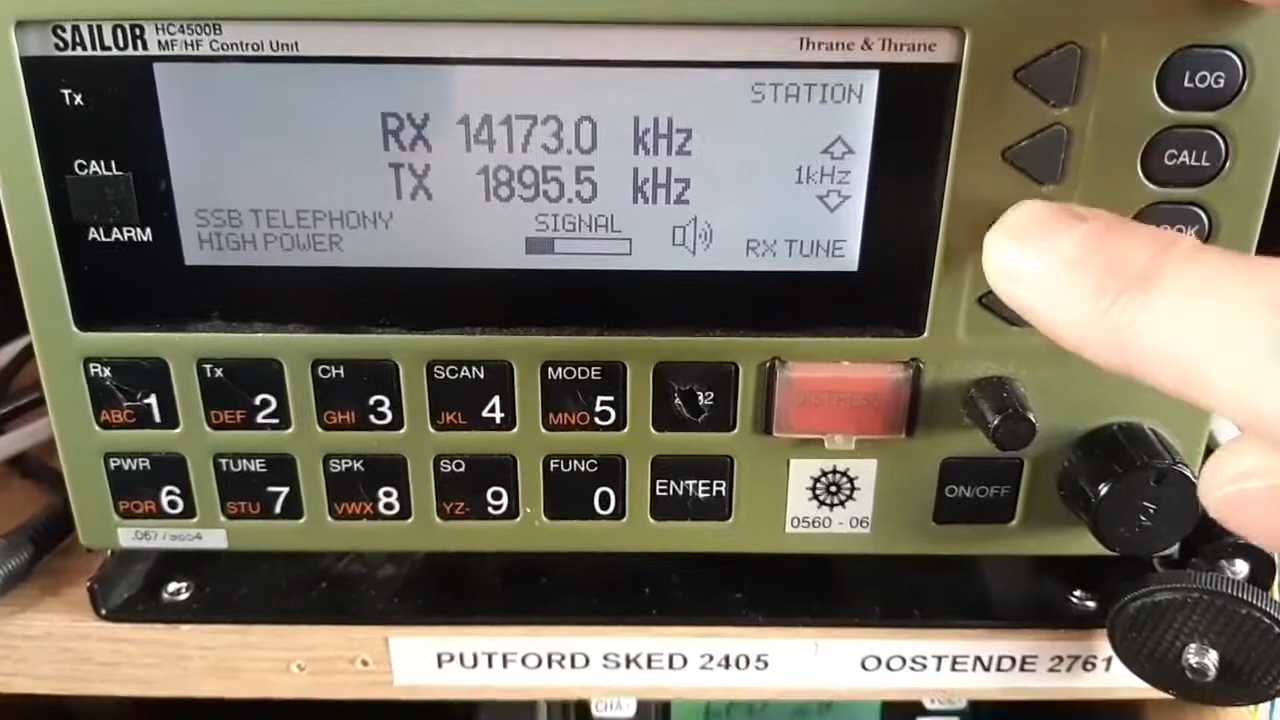 SAILOR HC4500B
MF/HF Control Unit
Thrane & Thrane
Tx
CALL
ALARM
STATION
RX 14173.0 kHz
TX 1895.5 kHz
1kHz
SSB TELEPHONY
HIGH POWER
SIGNAL
RX TUNE
LOG
CALL
Rx ABC 1
Tx DEF 2
CH GHI 3
SCAN JKL 4
MODE MNO 5
DISTRESS
PWR PQR 6
TUNE STU 7
SPK VWX 8
SQ YZ- 9
FUNC 0
ENTER
0560 - 06
ON/OFF
PUTFORD SKED 2405
OOSTENDE 2761